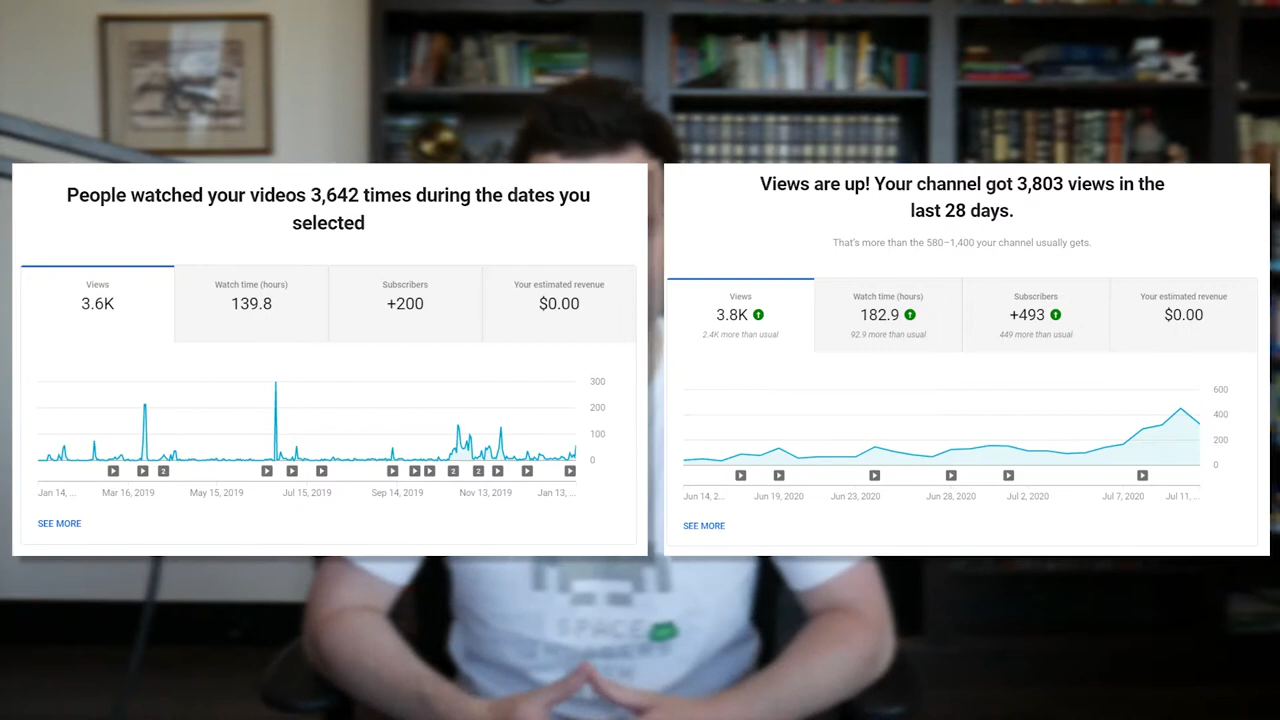 People watched your videos 3,642 times during the dates you
selected
Views
3.6K
Watch time (hours)
139.8
Subscribers
+200
Your estimated revenue
$0.00
300
200
100
0
2
2
2
Jan 14, ...
Mar 16, 2019
May 15, 2019
Jul 15, 2019
Sep 14, 2019
Nov 13, 2019
Jan 13, ...
SEE MORE
Views are up! Your channel got 3,803 views in the
last 28 days.
That's more than the 580–1,400 your channel usually gets.
Views
3.8K
2.4K more than usual
Watch time (hours)
182.9
92.9 more than usual
Subscribers
+493
449 more than usual
Your estimated revenue
$0.00
600
400
200
0
Jun 14, 2...
Jun 19, 2020
Jun 23, 2020
Jun 28, 2020
Jul 2, 2020
Jul 7, 2020
Jul 11, ...
SEE MORE
SPACE